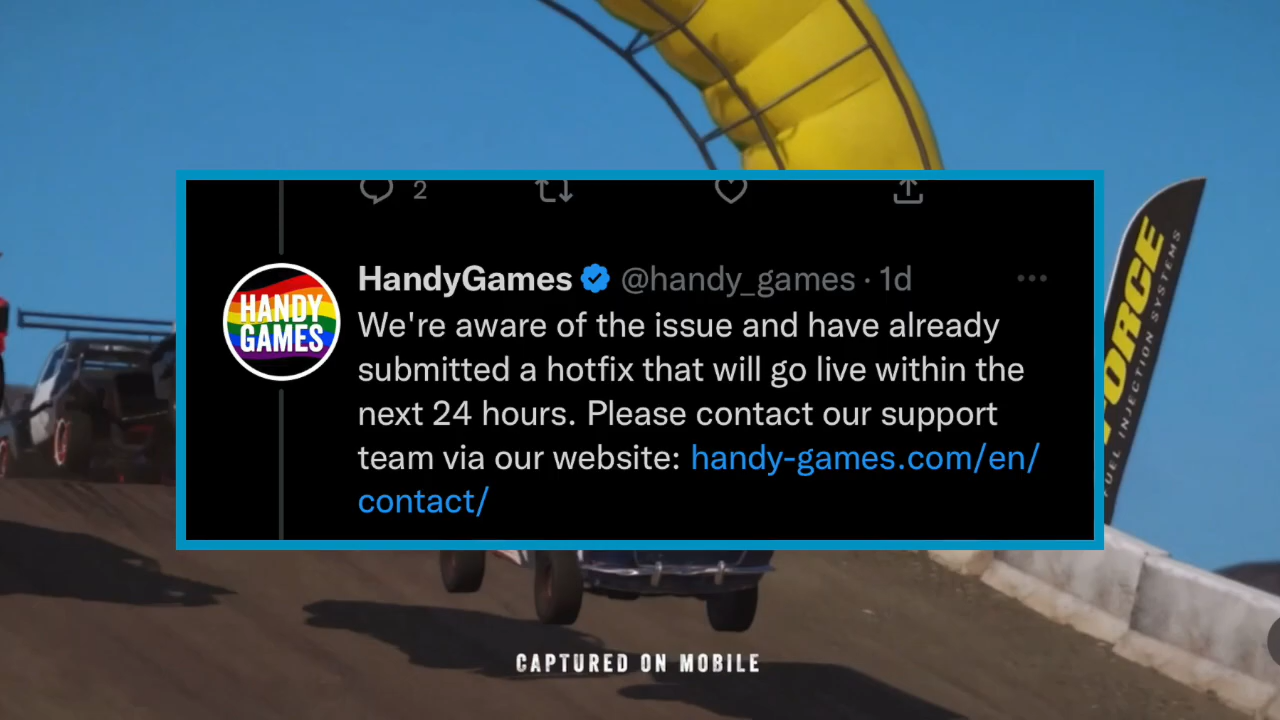 2
HandyGames @handy_games · 1d
HANDY
GAMES
We're aware of the issue and have already
submitted a hotfix that will go live within the
next 24 hours. Please contact our support
team via our website: handy-games.com/en/
contact/
FORCE
FUEL INJECTION SYSTEMS
CAPTURED ON MOBILE